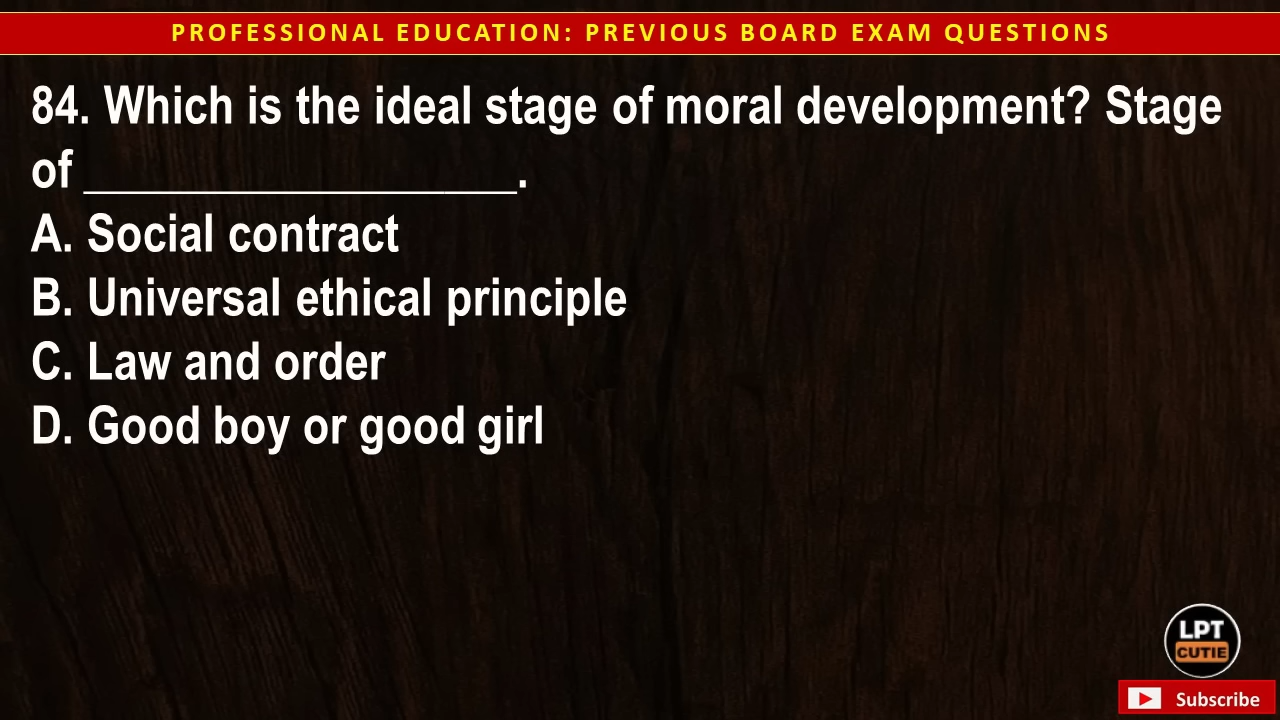 PROFESSIONAL EDUCATION: PREVIOUS BOARD EXAM QUESTIONS
84. Which is the ideal stage of moral development? Stage
of __________________.
A. Social contract
B. Universal ethical principle
C. Law and order
D. Good boy or good girl
LPT
CUTIE
Subscribe